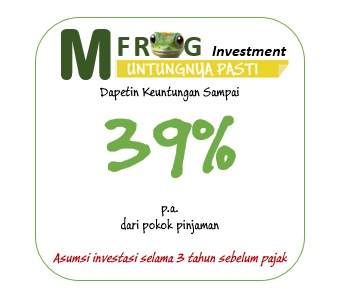 M FROG Investment
UNTUNGNYA PASTI
Dapetin Keuntungan Sampai
39%
p.a.
dari pokok pinjaman
Asumsi investasi selama 3 tahun sebelum pajak